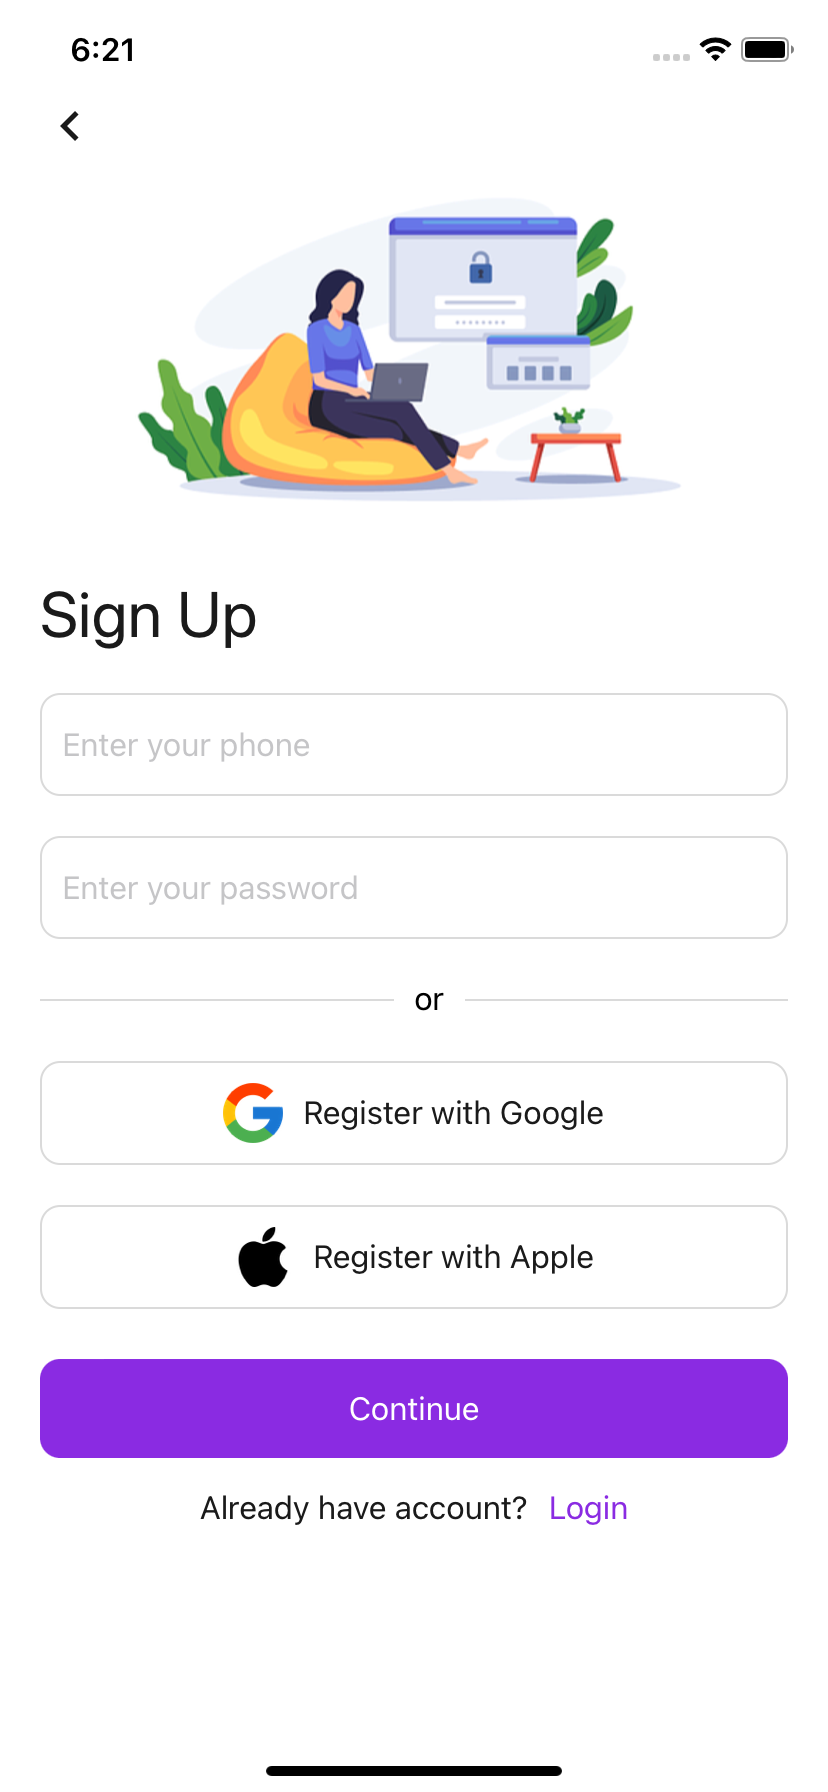 6:21
Sign Up
Enter your phone
Enter your password
or
Register with Google
Register with Apple
Continue
Already have account? Login